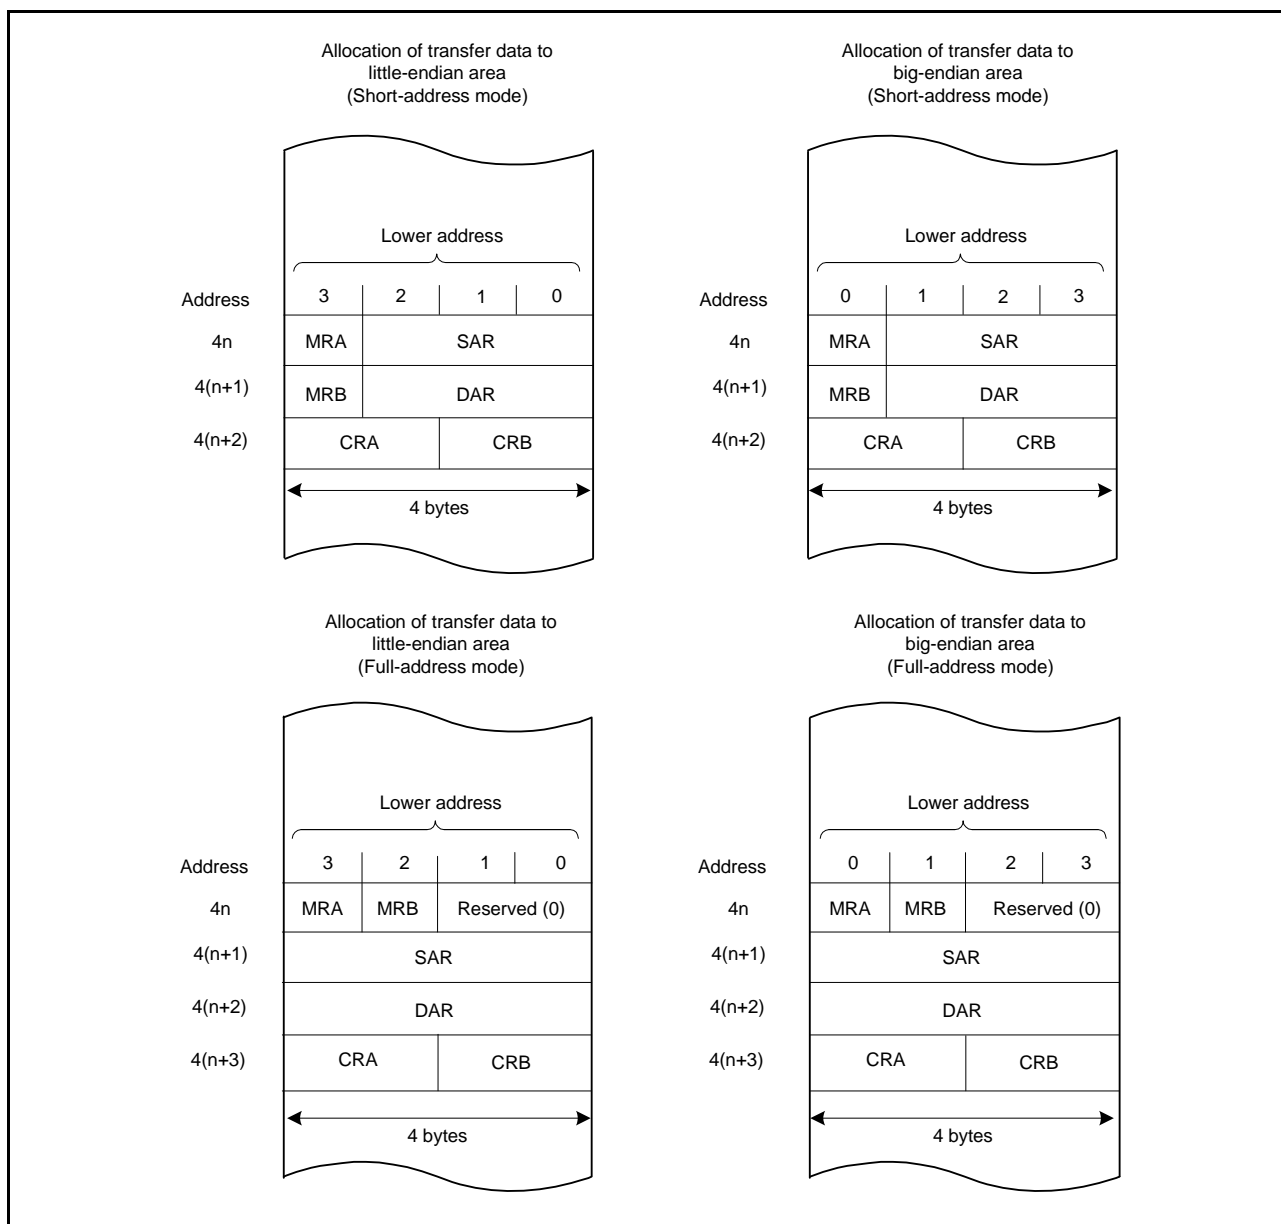 Allocation of transfer data to
little-endian area
(Short-address mode)
Lower address
Address 3 2 1 0
4n MRA SAR
4(n+1) MRB DAR
4(n+2) CRA CRB
4 bytes
Allocation of transfer data to
big-endian area
(Short-address mode)
Lower address
Address 0 1 2 3
4n MRA SAR
4(n+1) MRB DAR
4(n+2) CRA CRB
4 bytes
Allocation of transfer data to
little-endian area
(Full-address mode)
Lower address
Address 3 2 1 0
4n MRA MRB Reserved (0)
4(n+1) SAR
4(n+2) DAR
4(n+3) CRA CRB
4 bytes
Allocation of transfer data to
big-endian area
(Full-address mode)
Lower address
Address 0 1 2 3
4n MRA MRB Reserved (0)
4(n+1) SAR
4(n+2) DAR
4(n+3) CRA CRB
4 bytes